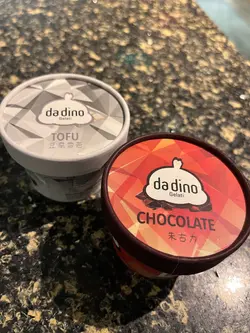 da dino
Gelati
TOFU
da dino
Gelati
CHOCOLATE
朱古力